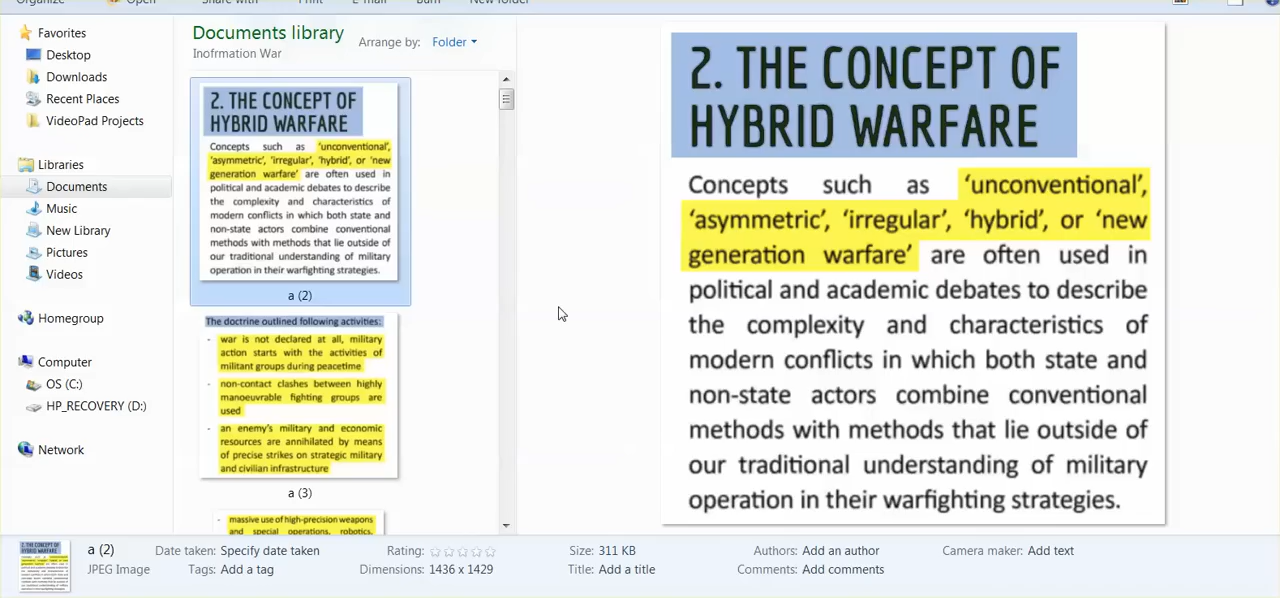 Organize
Open
Share with
Print
E-mail
Burn
New folder
Favorites
Desktop
Downloads
Recent Places
VideoPad Projects
Libraries
Documents
Music
New Library
Pictures
Videos
Homegroup
Computer
OS (C:)
HP_RECOVERY (D:)
Network
Documents library
Inofrmation War
Arrange by: Folder
2. THE CONCEPT OF
HYBRID WARFARE
Concepts such as ‘unconventional’,
‘asymmetric’, ‘irregular’, ‘hybrid’, or ‘new
generation warfare’ are often used in
political and academic debates to describe
the complexity and characteristics of
modern conflicts in which both state and
non-state actors combine conventional
methods with methods that lie outside of
our traditional understanding of military
operation in their warfighting strategies.
a (2)
The doctrine outlined following activities:
- war is not declared at all, military
action starts with the activities of
militant groups during peacetime
- non-contact clashes between highly
manoeuvrable fighting groups are
used
- an enemy’s military and economic
resources are annihilated by means
of precise strikes on strategic military
and civilian infrastructure
a (3)
- massive use of high-precision weapons
and special operations, robotics,
2. THE CONCEPT OF
HYBRID WARFARE
Concepts such as ‘unconventional’,
‘asymmetric’, ‘irregular’, ‘hybrid’, or ‘new
generation warfare’ are often used in
political and academic debates to describe
the complexity and characteristics of
modern conflicts in which both state and
non-state actors combine conventional
methods with methods that lie outside of
our traditional understanding of military
operation in their warfighting strategies.
a (2)
JPEG Image
Date taken: Specify date taken
Tags: Add a tag
Rating:
Dimensions: 1436 x 1429
Size: 311 KB
Title: Add a title
Authors: Add an author
Comments: Add comments
Camera maker: Add text